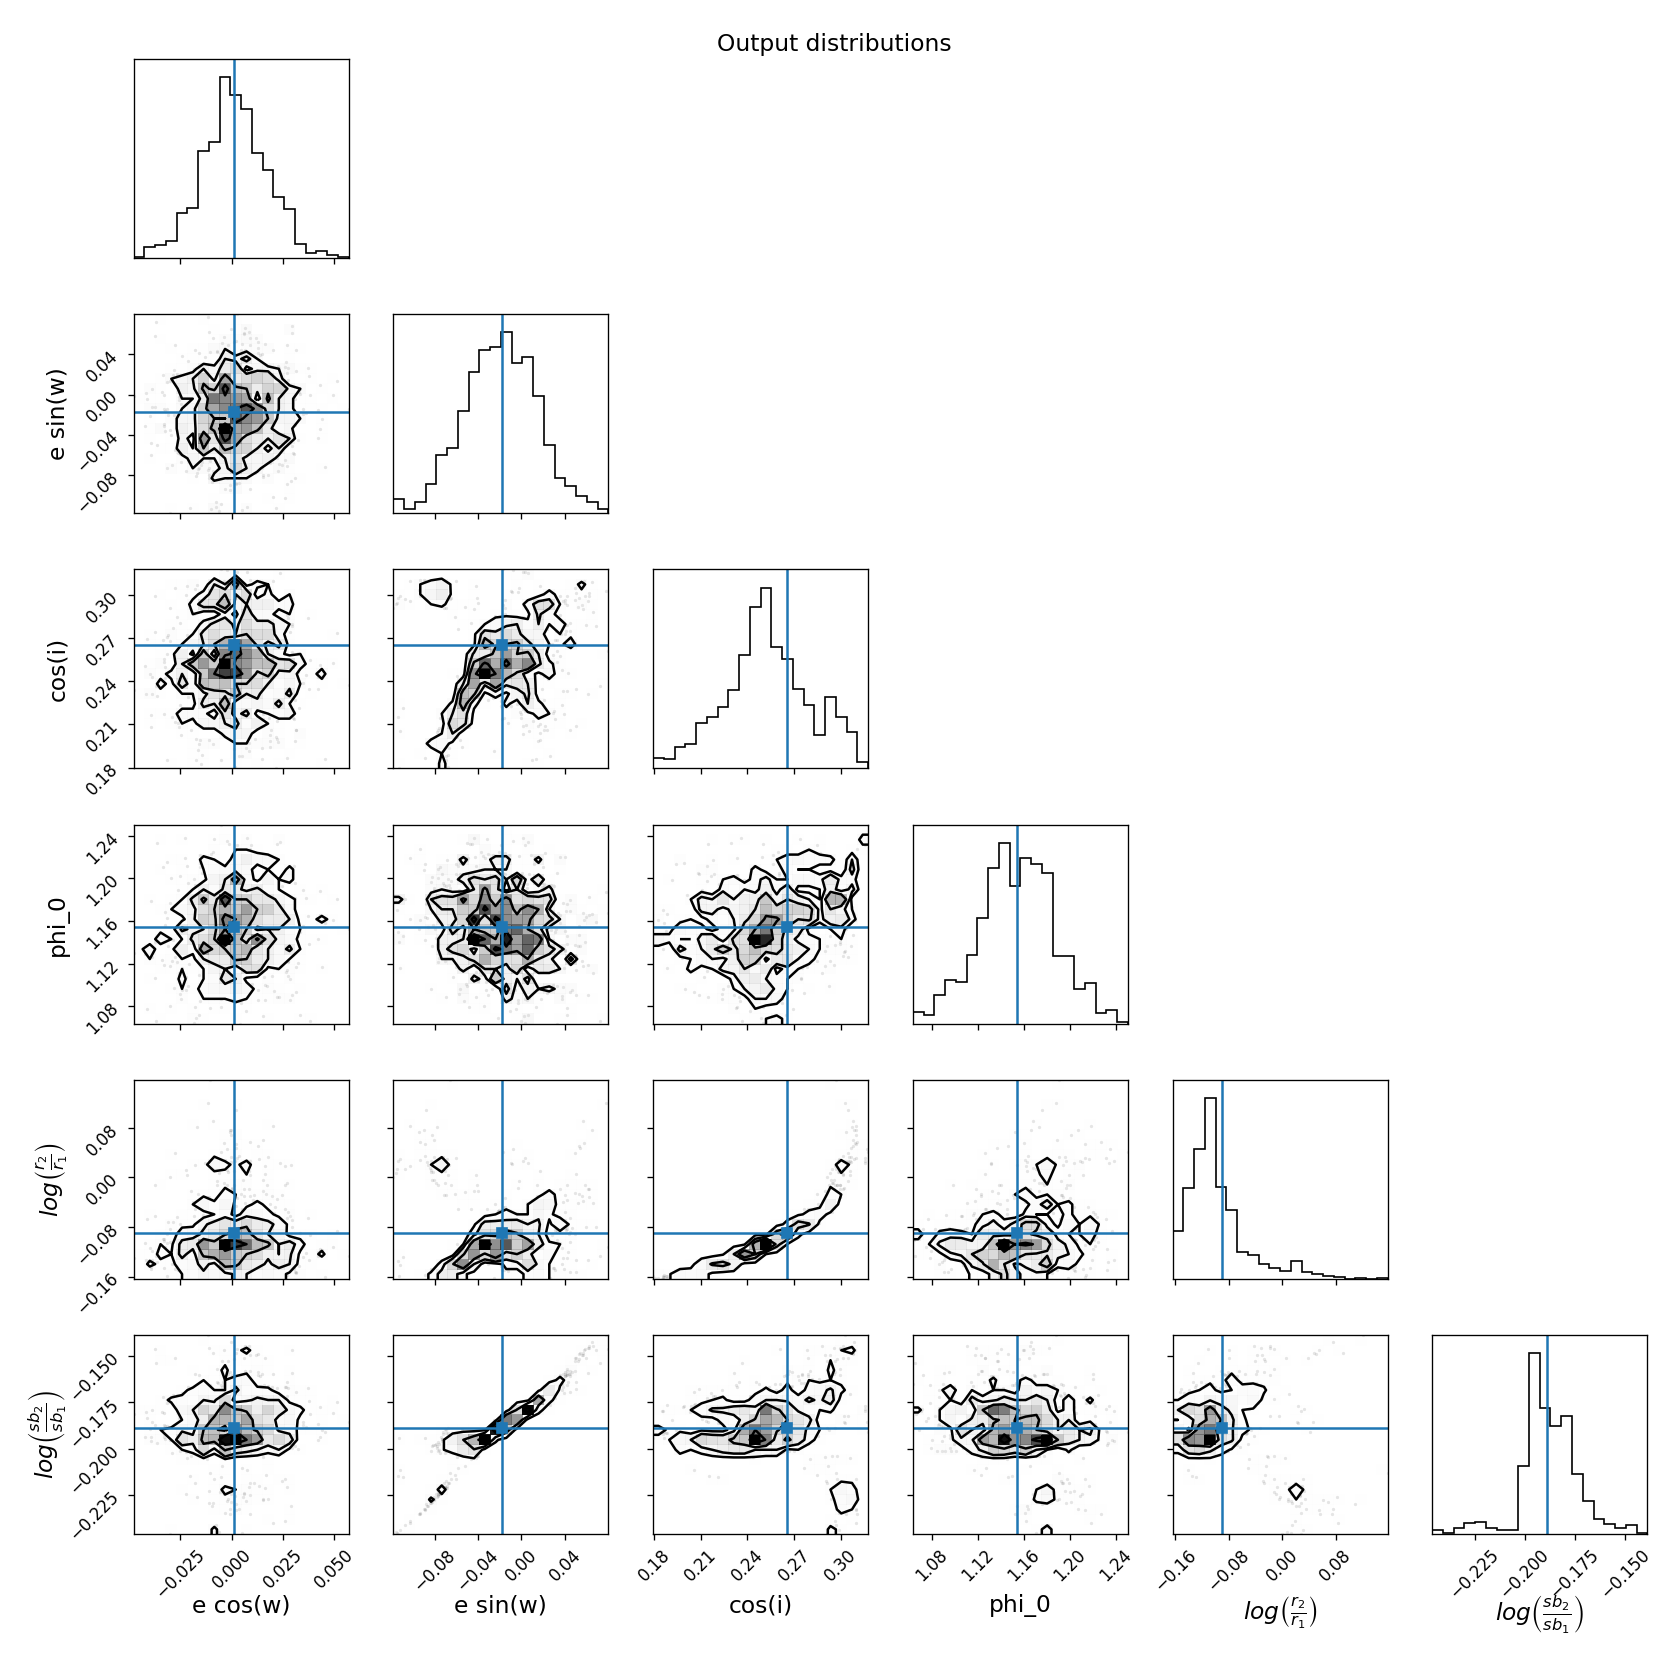 Output distributions
e sin(w)
0.04
0.00
−0.04
−0.08
cos(i)
0.30
0.27
0.24
0.21
0.18
phi_0
1.24
1.20
1.16
1.12
1.08
log(r₂/r₁)
0.08
0.00
−0.08
−0.16
log(sb₂/sb₁)
−0.150
−0.175
−0.200
−0.225
−0.025 0.000 0.025 0.050
−0.08 −0.04 0.00 0.04
0.18 0.21 0.24 0.27 0.30
1.08 1.12 1.16 1.20 1.24
−0.16 −0.08 0.00 0.08
−0.225 −0.200 −0.175 −0.150
e cos(w)
e sin(w)
cos(i)
phi_0
log(r₂/r₁)
log(sb₂/sb₁)